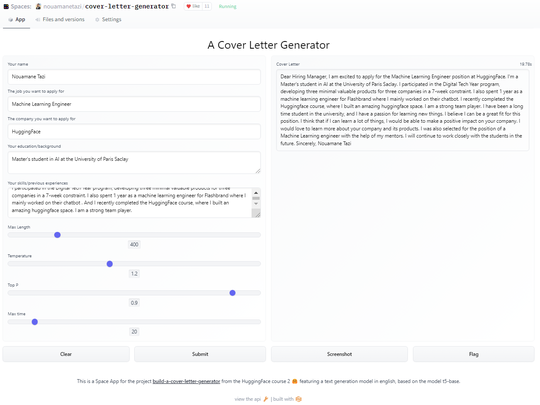 Spaces: nouamanetazi/cover-letter-generator like 11 Running
App Files and versions Settings
A Cover Letter Generator
Your name
Nouamane Tazi
The job you want to apply for
Machine Learning Engineer
The company you want to apply for
HuggingFace
Your education/background
Master's student in AI at the University of Paris Saclay
Your skills/previous experiences
I participated in the Digital Tech Year program, developing three minimal valuable products for three
companies in a 7-week constraint. I also spent 1 year as a machine learning engineer for Flashbrand where I
mainly worked on their chatbot . And I recently completed the HuggingFace course, where I built an
amazing huggingface space. I am a strong team player.
Max Length
400
Temperature
1.2
Top P
0.9
Max time
20
Clear
Submit
Cover Letter
Dear Hiring Manager, I am excited to apply for the Machine Learning Engineer position at HuggingFace. I'm a
Master's student in AI at the University of Paris Saclay. I participated in the Digital Tech Year program,
developing three minimal valuable products for three companies in a 7-week constraint. I also spent 1 year as a
machine learning engineer for Flashbrand where I mainly worked on their chatbot. I recently completed the
HuggingFace course, where I built an amazing huggingface space. I am a strong team player. I have been a long
time student in the university, and I have a passion for learning new things. I believe I can be a great fit for this
position. I think that if I can learn a lot of things, I would be able to make a positive impact on your company. I
would love to learn more about your company and its products. I was also selected for the position of a
Machine Learning engineer with the help of my mentors. I will continue to work closely with the students in the
future. Sincerely, Nouamane Tazi
Screenshot
Flag
This is a Space App for the project build-a-cover-letter-generator from the HuggingFace course 2 featuring a text generation model in english, based on the model t5-base.
view the api | built with